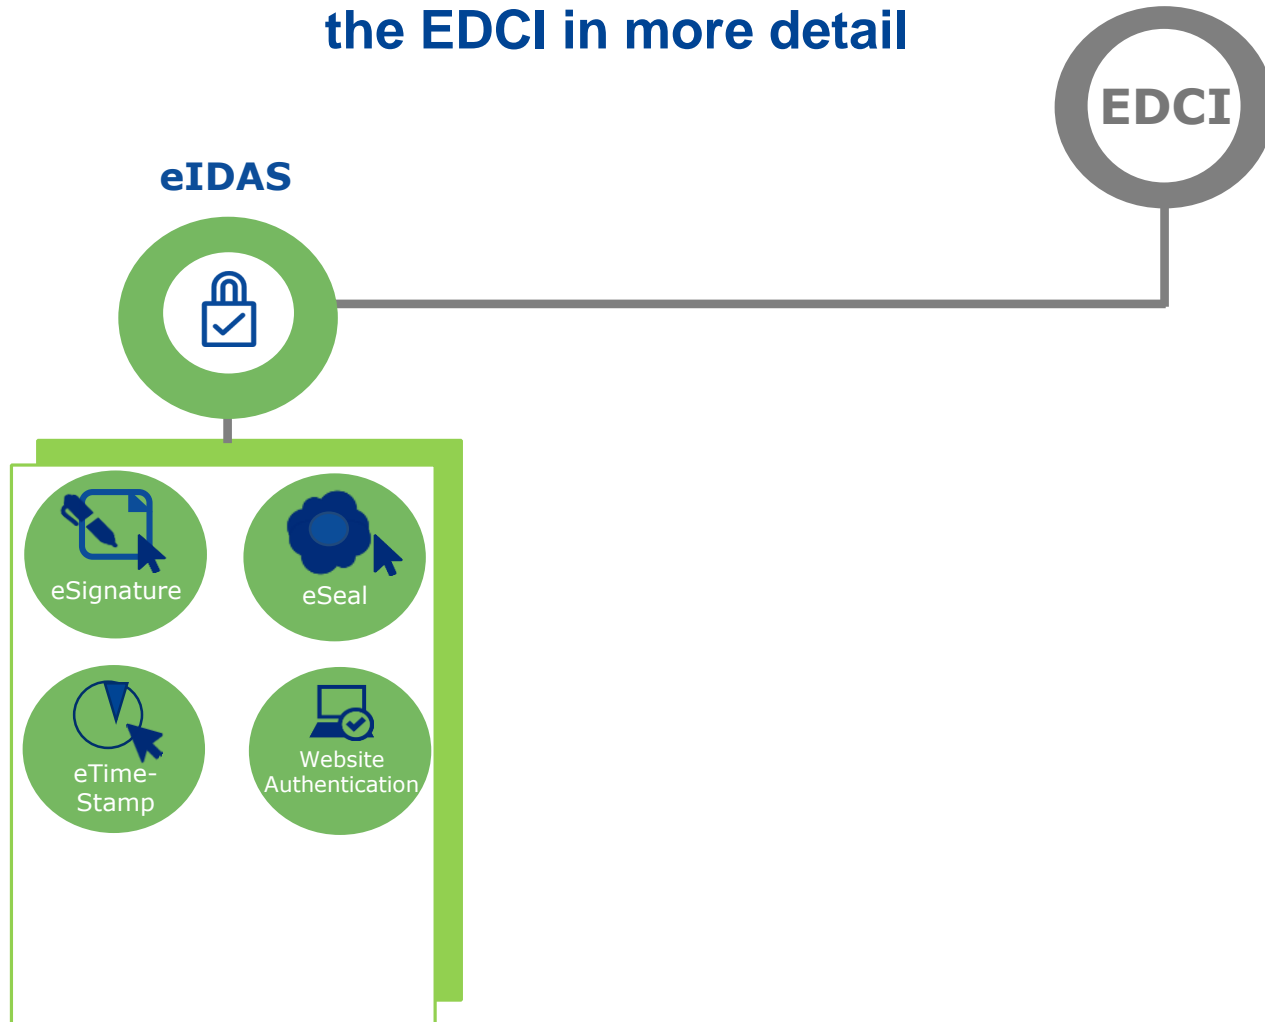 the EDCI in more detail
EDCI
eIDAS
eSignature
eSeal
eTime-
Stamp
Website
Authentication